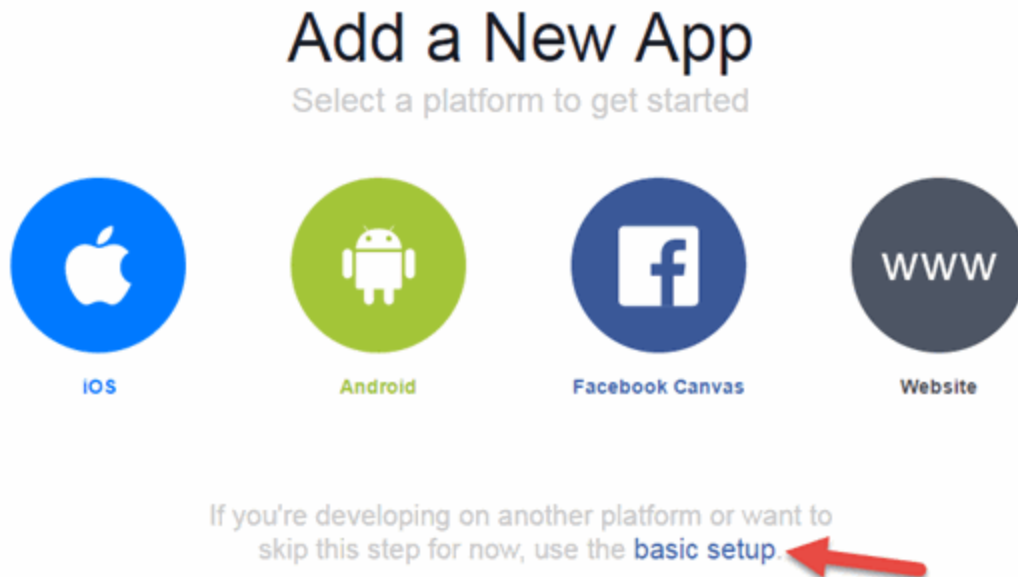 Add a New App
Select a platform to get started
www
iOS
Android
Facebook Canvas
Website
If you're developing on another platform or want to
skip this step for now, use the basic setup.